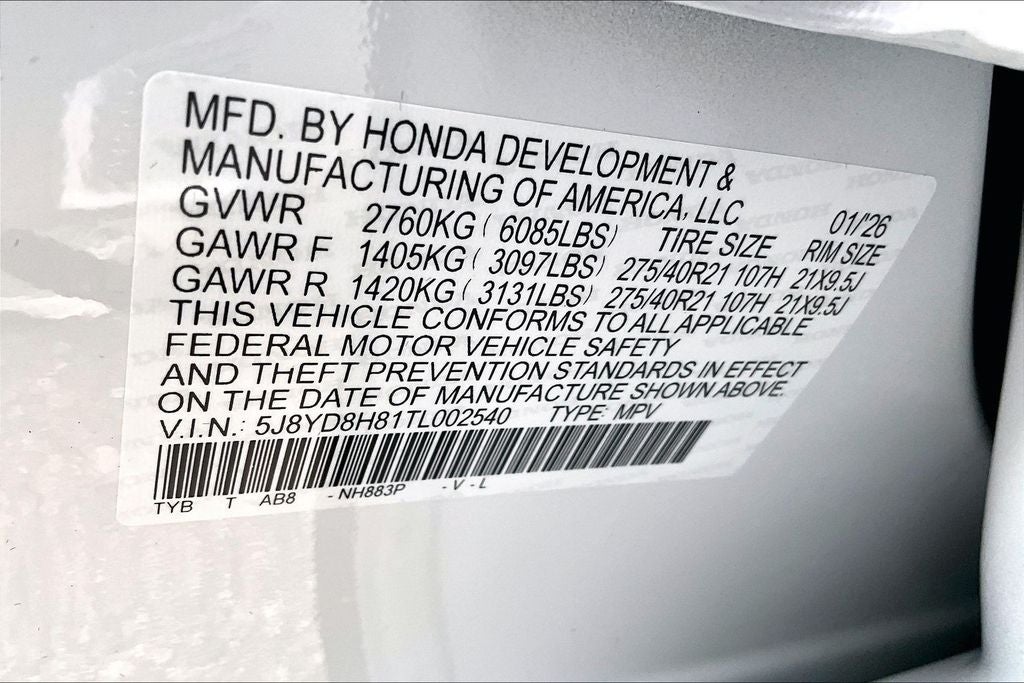 MFD. BY HONDA DEVELOPMENT &
MANUFACTURING OF AMERICA, LLC 01/'26
GVWR 2760KG ( 6085LBS) TIRE SIZE RIM SIZE
GAWR F 1405KG ( 3097LBS) 275/40R21 107H 21X9.5J
GAWR R 1420KG ( 3131LBS) 275/40R21 107H 21X9.5J
THIS VEHICLE CONFORMS TO ALL APPLICABLE
FEDERAL MOTOR VEHICLE SAFETY
AND THEFT PREVENTION STANDARDS IN EFFECT
ON THE DATE OF MANUFACTURE SHOWN ABOVE.
V.I.N.: 5J8YD8H81TL002540 TYPE: MPV
TYB T AB8 - NH883P - V - L